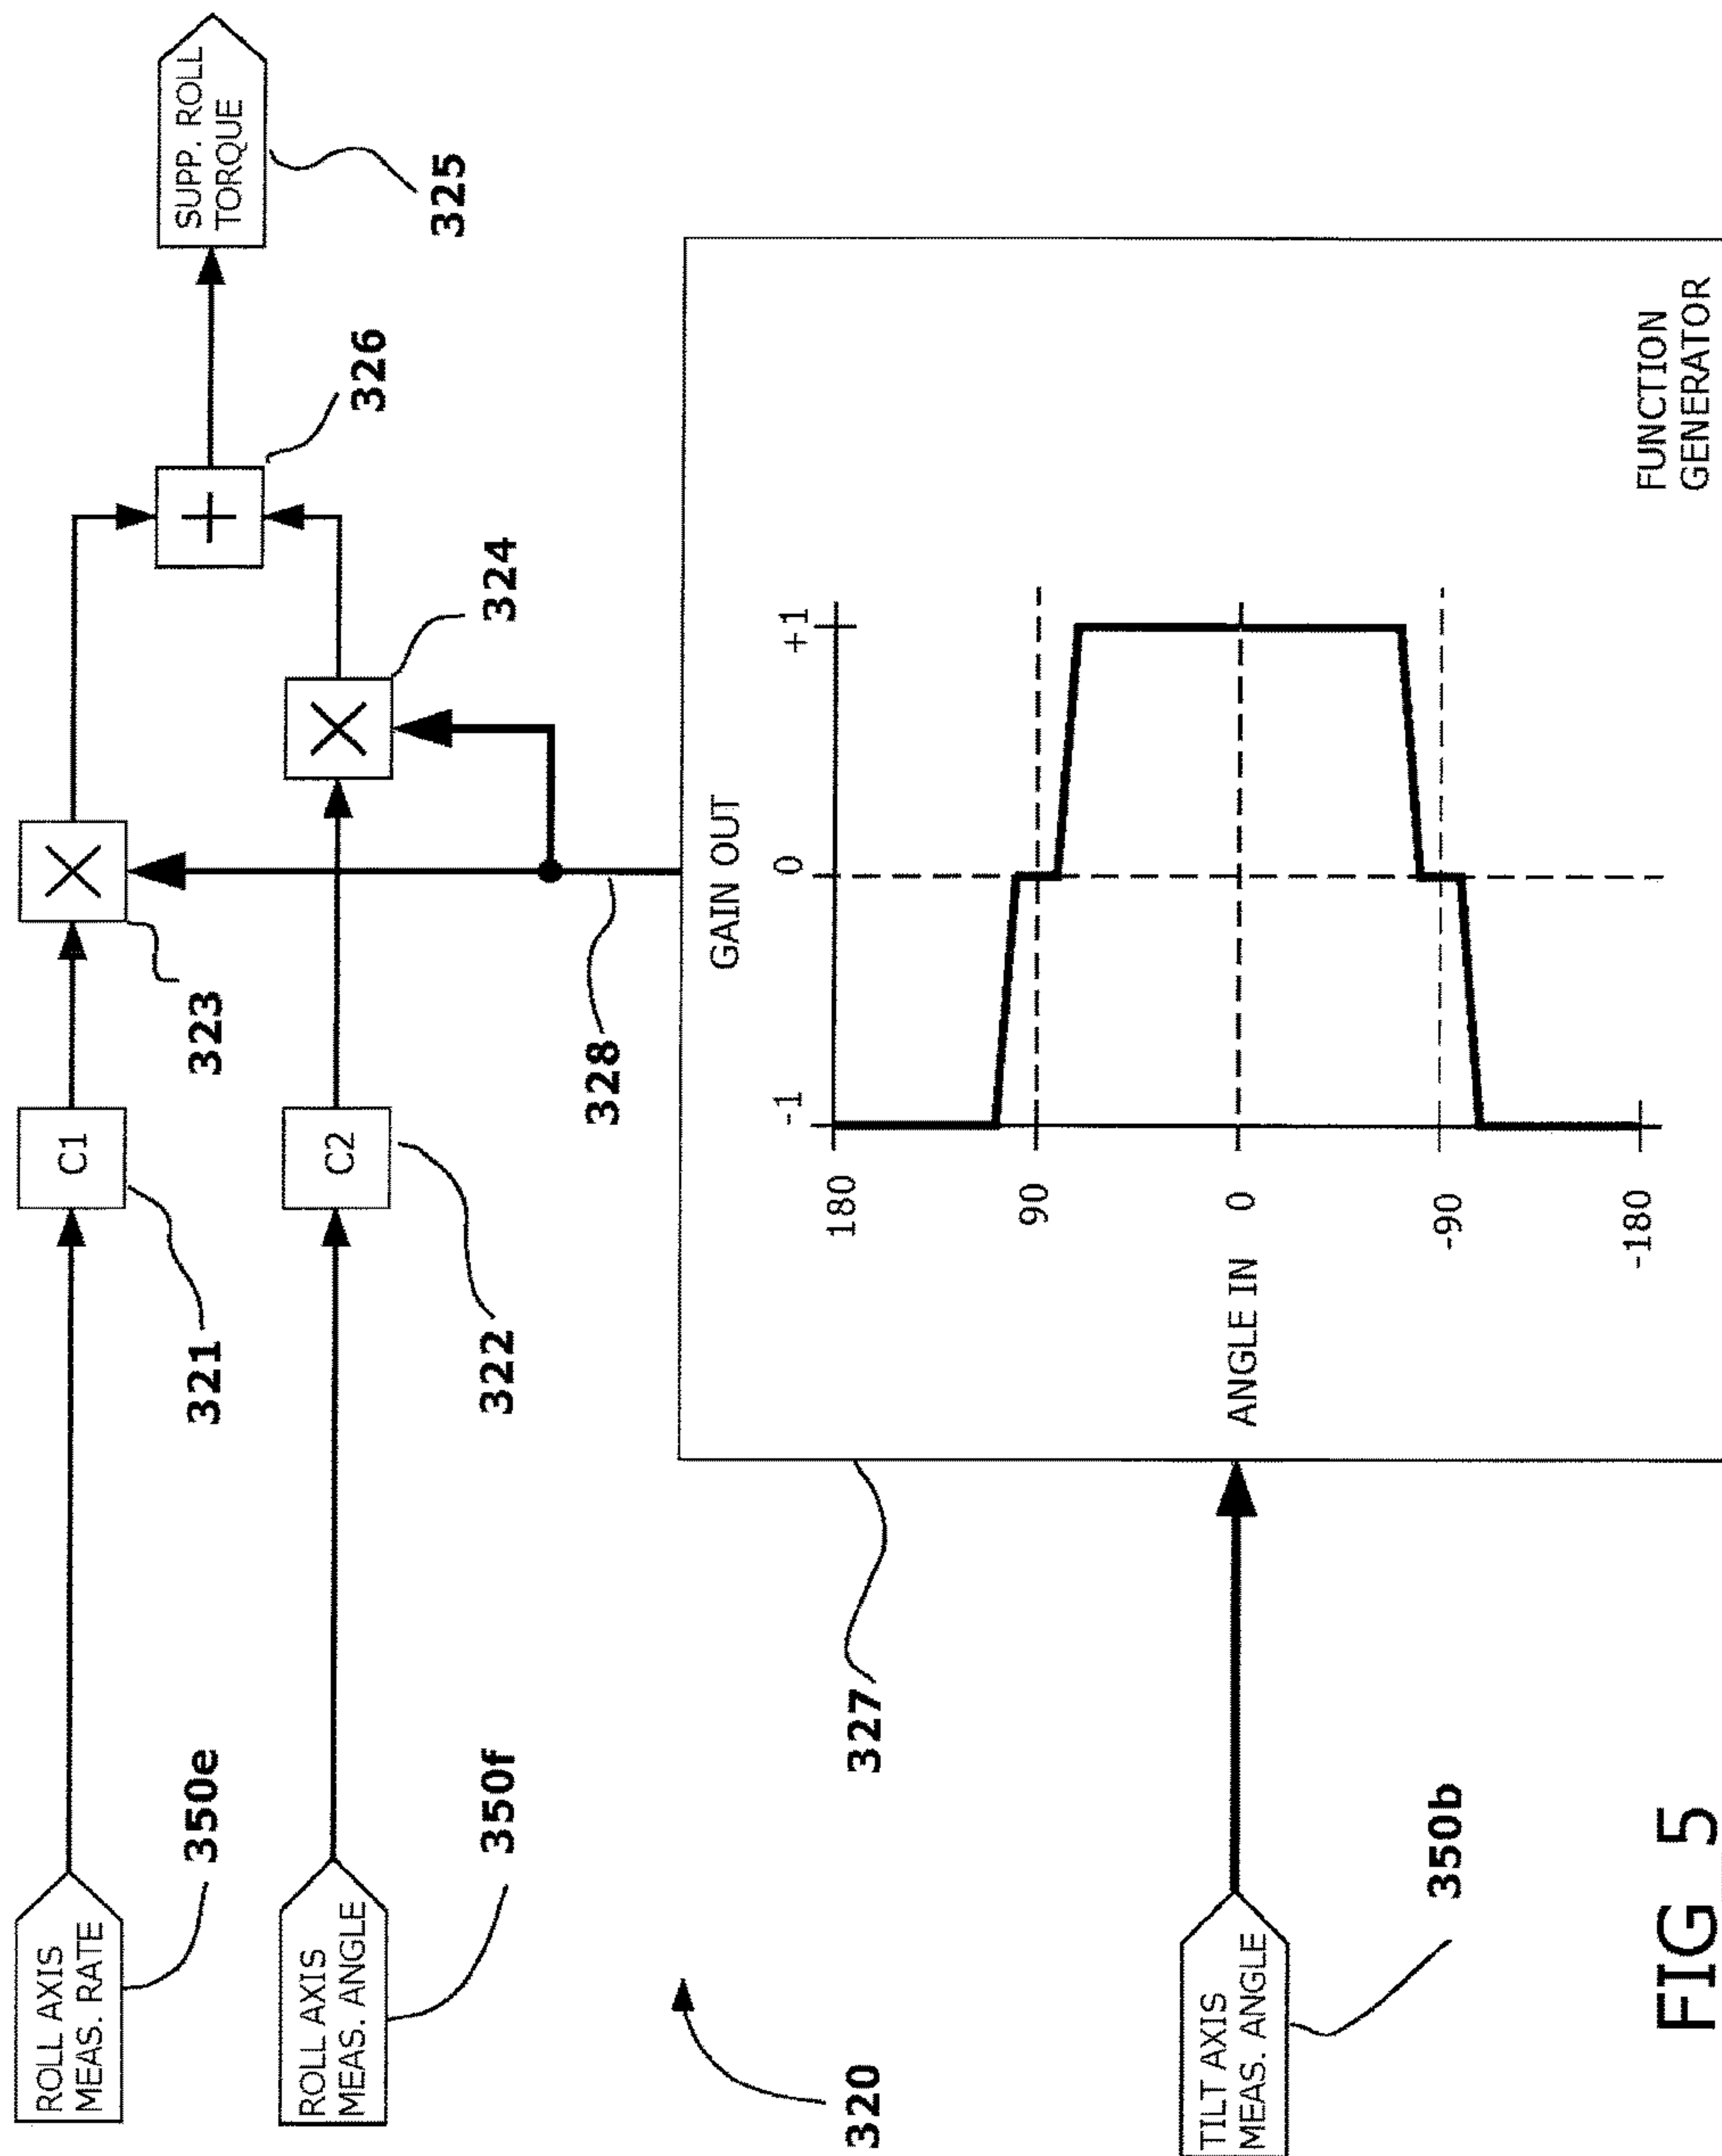 ROLL AXIS
MEAS. RATE
350e
C1
321
323
SUPP. ROLL
TORQUE
325
326
ROLL AXIS
MEAS. ANGLE
350f
C2
322
324
328
320
327
GAIN OUT
-1
0
+1
180
90
0
-90
-180
ANGLE IN
FUNCTION
GENERATOR
TILT AXIS
MEAS. ANGLE
350b
FIG 5